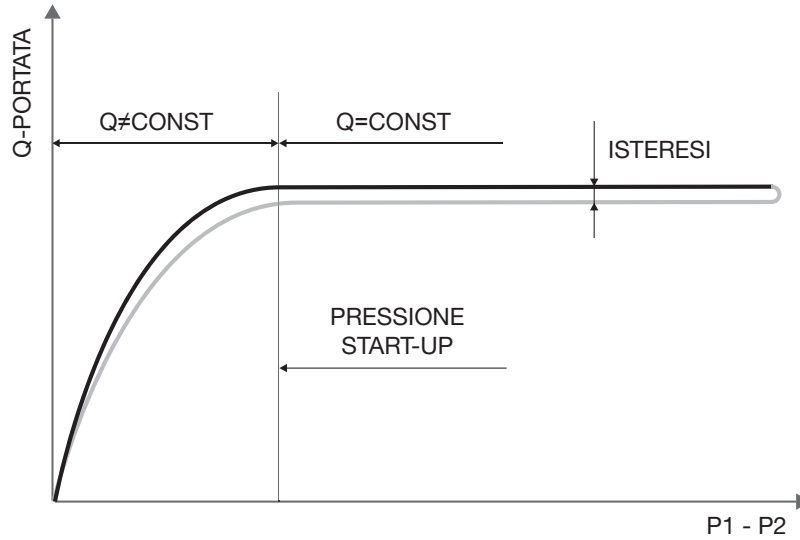 Q-PORTATA
Q≠CONST
Q=CONST
ISTERESI
PRESSIONE
START-UP
P1 - P2